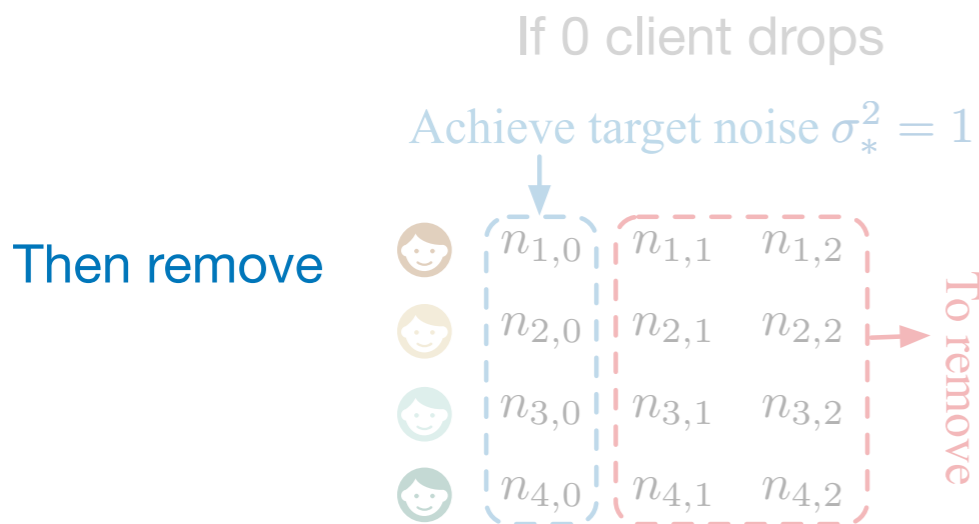 If 0 client drops
Achieve target noise σ²∗ = 1
Then remove
n1,0 n1,1 n1,2
n2,0 n2,1 n2,2
n3,0 n3,1 n3,2
n4,0 n4,1 n4,2
To remove